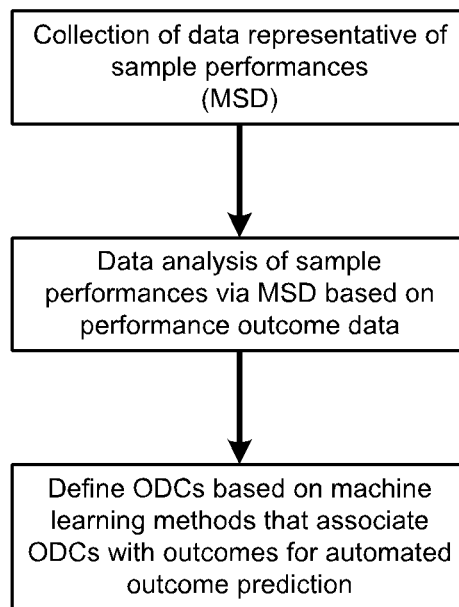 Collection of data representative of
sample performances
(MSD)
Data analysis of sample
performances via MSD based on
performance outcome data
Define ODCs based on machine
learning methods that associate
ODCs with outcomes for automated
outcome prediction